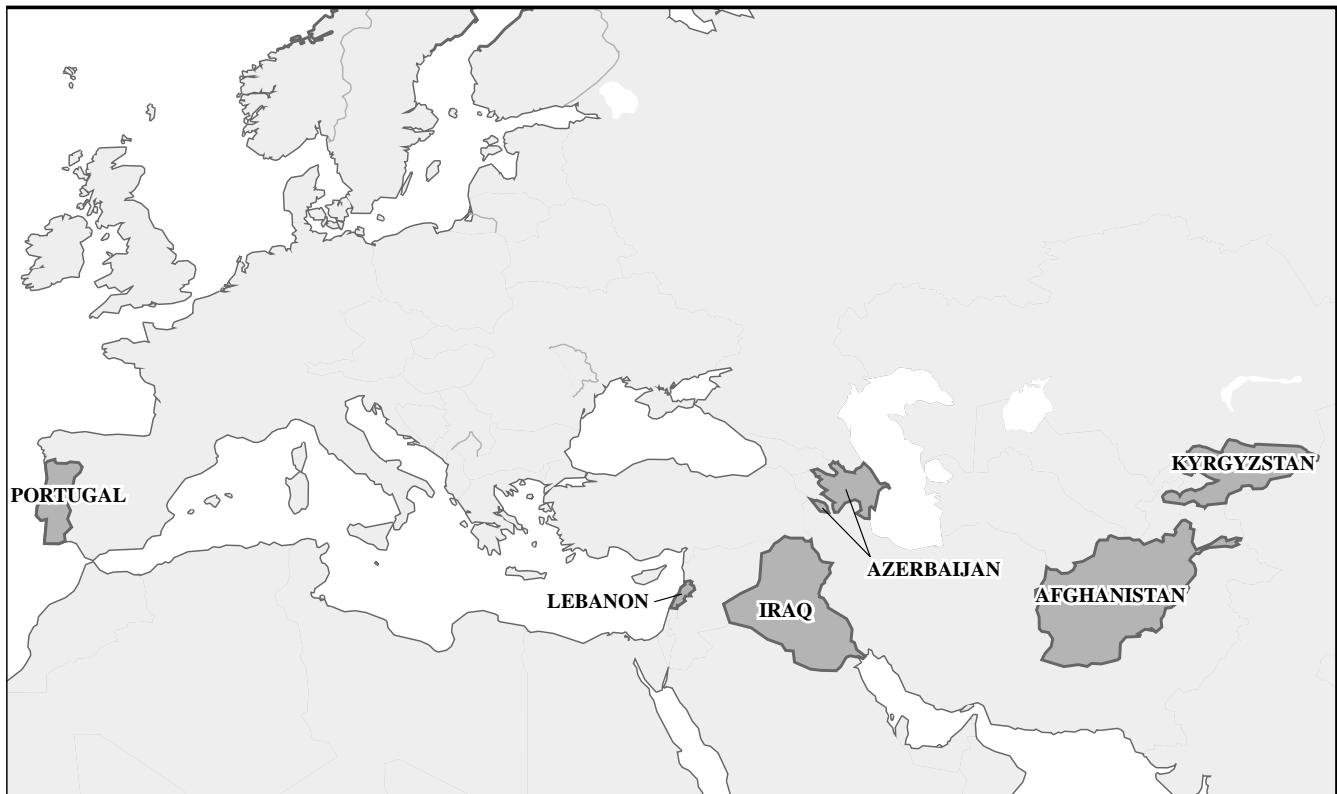 KYRGYZSTAN
PORTUGAL
AZERBAIJAN
AFGHANISTAN
LEBANON
IRAQ